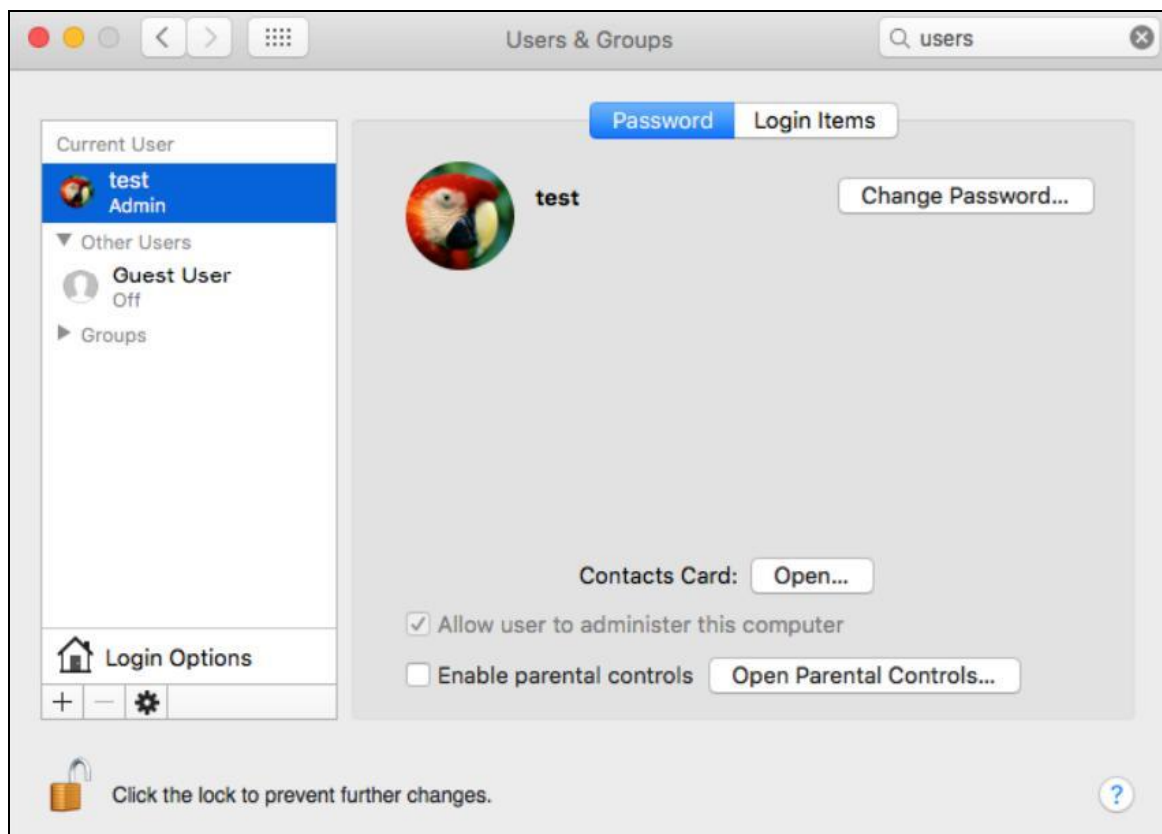 Users & Groups
users
Password
Login Items
Current User
test
Admin
Other Users
Guest User
Off
Groups
Login Options
test
Change Password...
Contacts Card:
Open...
Allow user to administer this computer
Enable parental controls
Open Parental Controls...
Click the lock to prevent further changes.
?